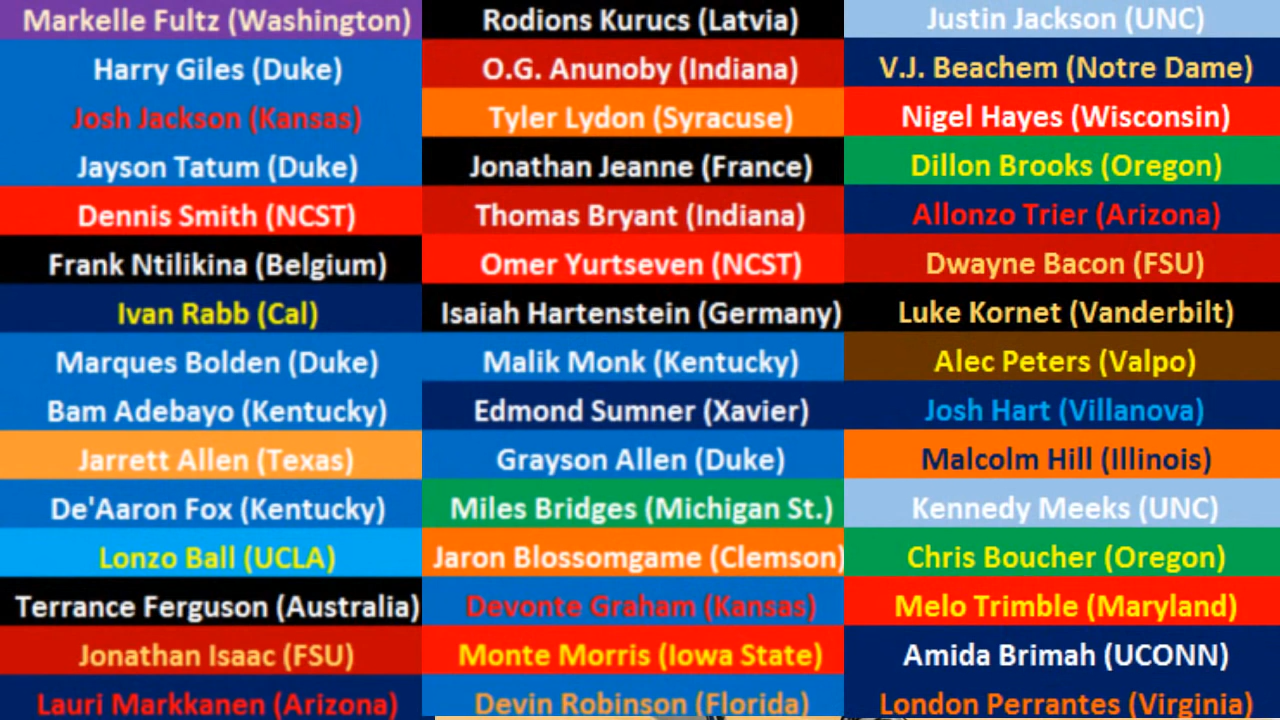 Markelle Fultz (Washington)
Harry Giles (Duke)
Josh Jackson (Kansas)
Jayson Tatum (Duke)
Dennis Smith (NCST)
Frank Ntilikina (Belgium)
Ivan Rabb (Cal)
Marques Bolden (Duke)
Bam Adebayo (Kentucky)
Jarrett Allen (Texas)
De'Aaron Fox (Kentucky)
Lonzo Ball (UCLA)
Terrance Ferguson (Australia)
Jonathan Isaac (FSU)
Lauri Markkanen (Arizona)
Rodions Kurucs (Latvia)
O.G. Anunoby (Indiana)
Tyler Lydon (Syracuse)
Jonathan Jeanne (France)
Thomas Bryant (Indiana)
Omer Yurtseven (NCST)
Isaiah Hartenstein (Germany)
Malik Monk (Kentucky)
Edmond Sumner (Xavier)
Grayson Allen (Duke)
Miles Bridges (Michigan St.)
Jaron Blossomgame (Clemson)
Devonte Graham (Kansas)
Monte Morris (Iowa State)
Devin Robinson (Florida)
Justin Jackson (UNC)
V.J. Beachem (Notre Dame)
Nigel Hayes (Wisconsin)
Dillon Brooks (Oregon)
Allonzo Trier (Arizona)
Dwayne Bacon (FSU)
Luke Kornet (Vanderbilt)
Alec Peters (Valpo)
Josh Hart (Villanova)
Malcolm Hill (Illinois)
Kennedy Meeks (UNC)
Chris Boucher (Oregon)
Melo Trimble (Maryland)
Amida Brimah (UCONN)
London Perrantes (Virginia)